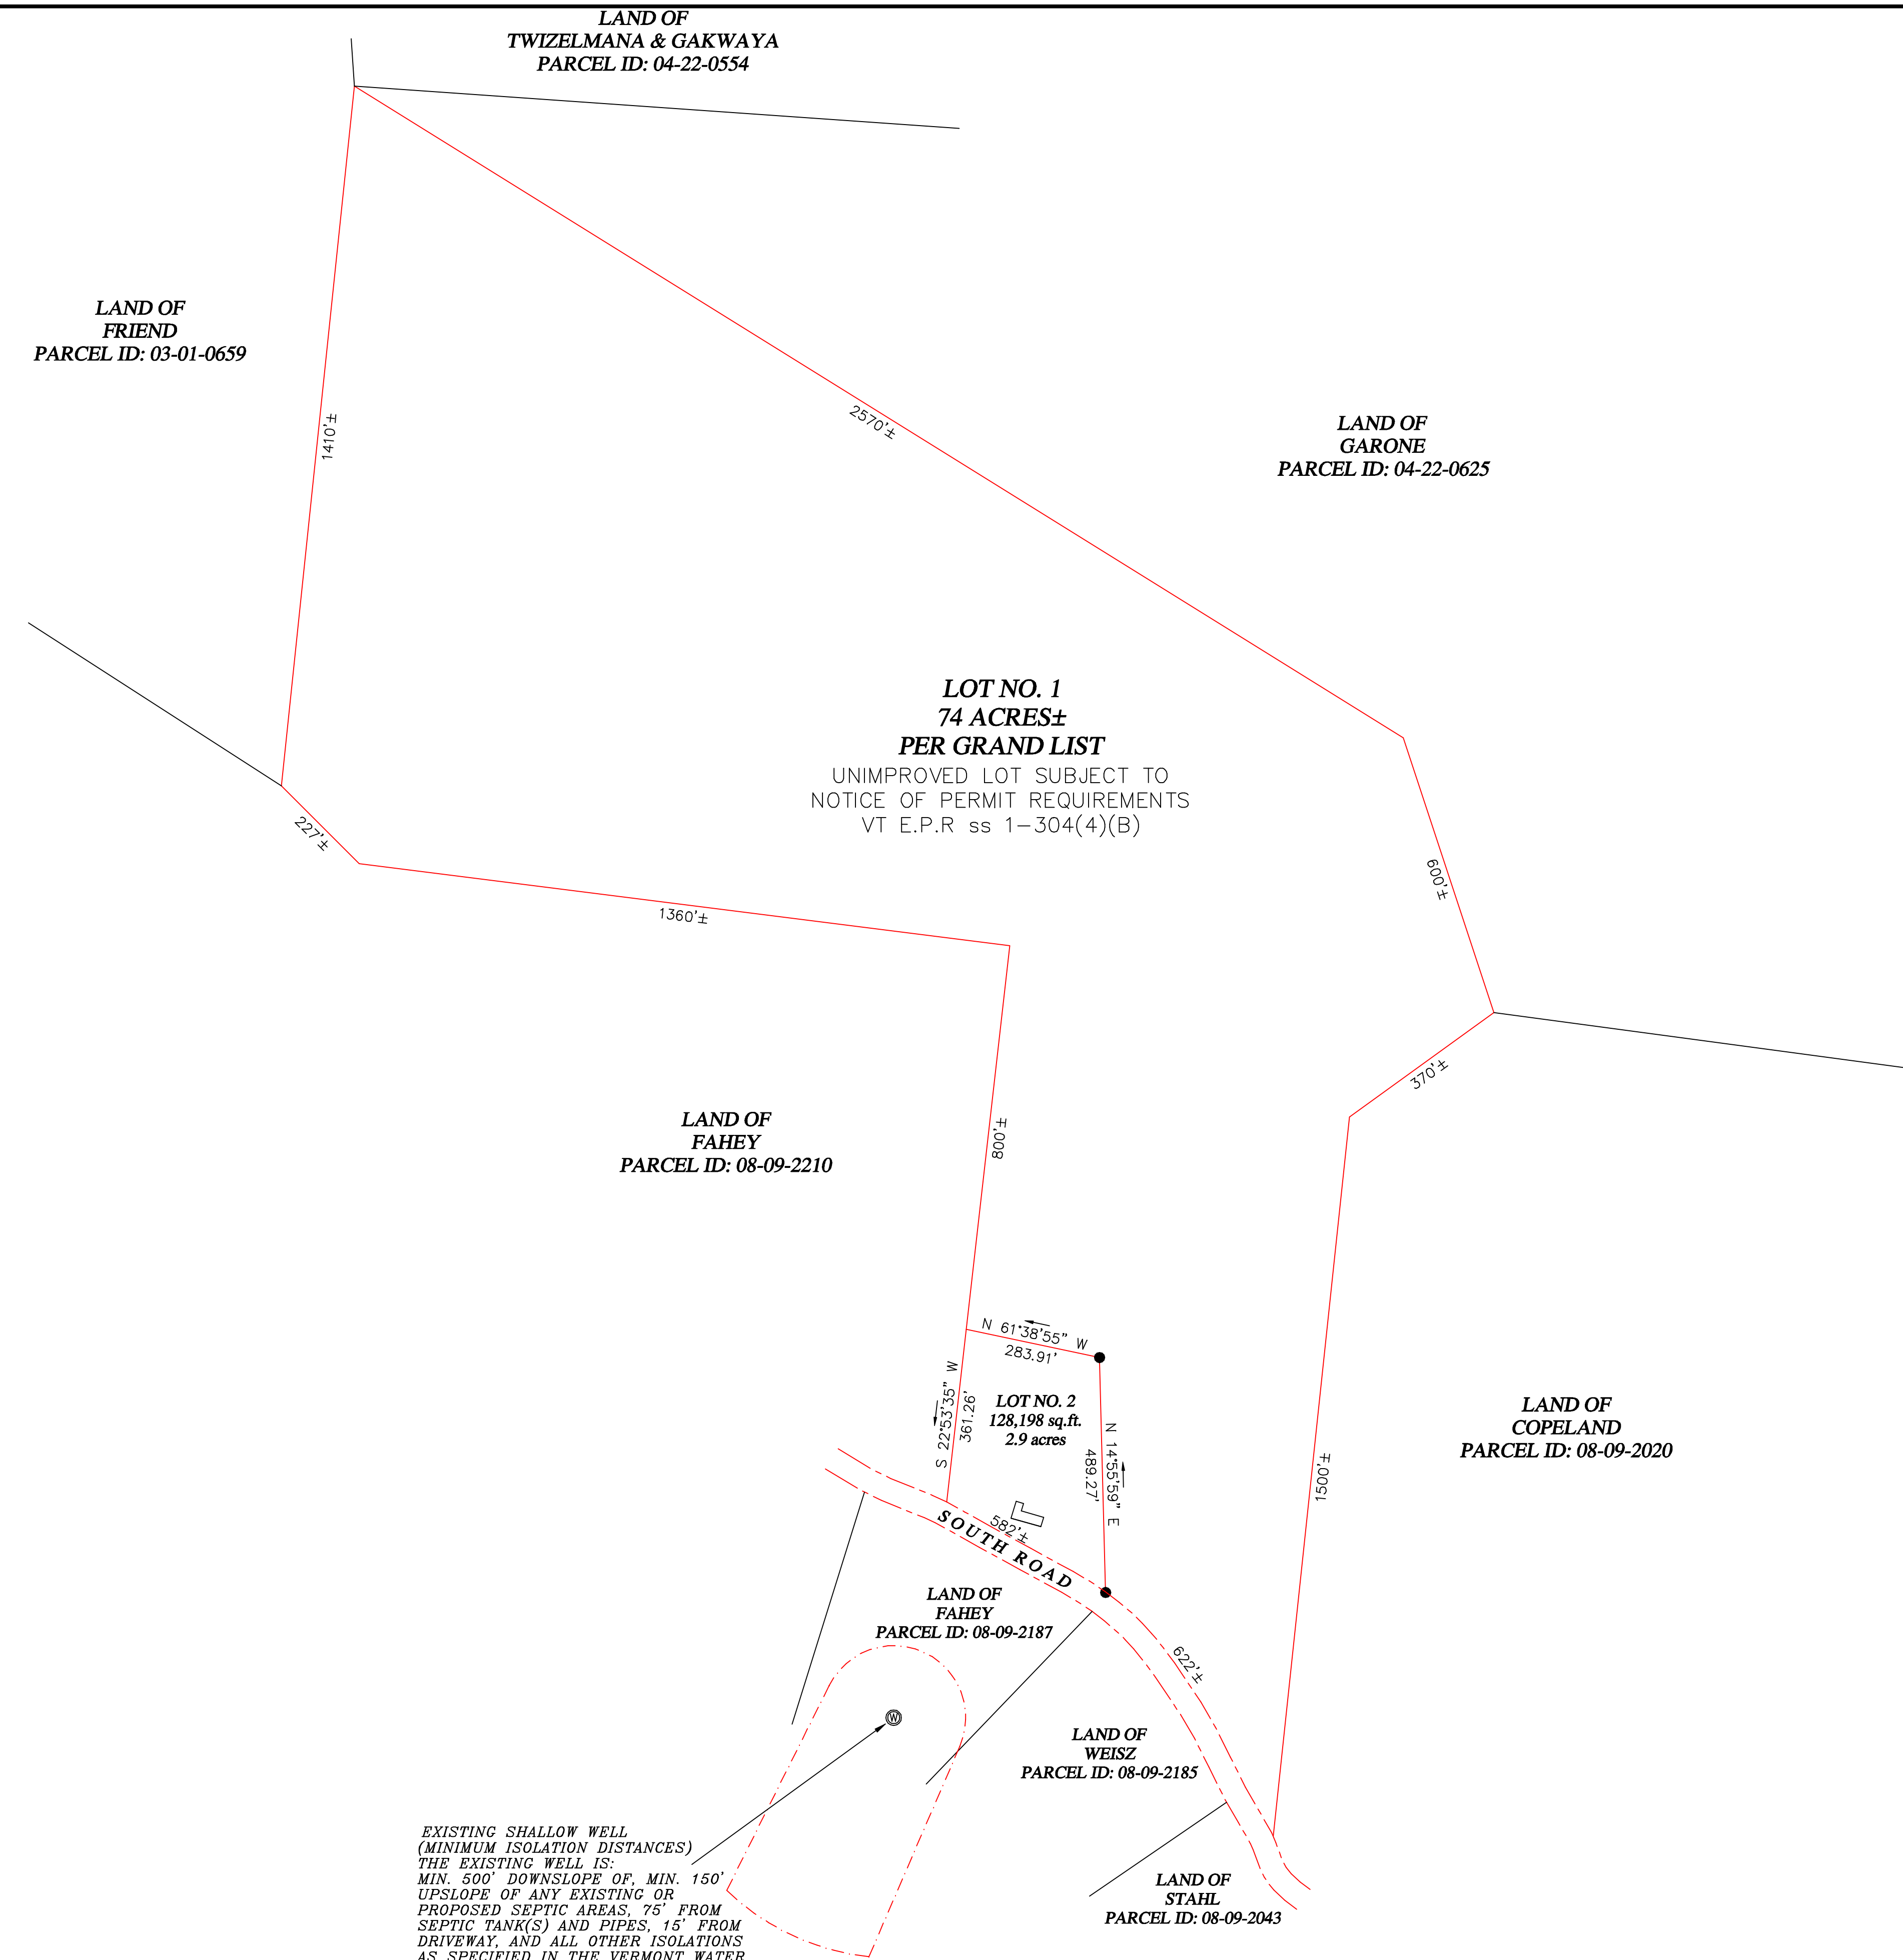 LAND OF
TWIZELMANA & GAKWAYA
PARCEL ID: 04-22-0554
LAND OF
FRIEND
PARCEL ID: 03-01-0659
1410'±
2570'±
LAND OF
GARONE
PARCEL ID: 04-22-0625
LOT NO. 1
74 ACRES±
PER GRAND LIST
UNIMPROVED LOT SUBJECT TO
NOTICE OF PERMIT REQUIREMENTS
VT E.P.R ss 1-304(4)(B)
227'±
1360'±
600'±
370'±
800'±
LAND OF
FAHEY
PARCEL ID: 08-09-2210
N 61°38'55" W
283.91'
S 22°53'35" W
361.26'
LOT NO. 2
128,198 sq.ft.
2.9 acres
N 14°55'59" E
489.27'
1500'±
LAND OF
COPELAND
PARCEL ID: 08-09-2020
582'±
SOUTH ROAD
LAND OF
FAHEY
PARCEL ID: 08-09-2187
622'±
W
LAND OF
WEISZ
PARCEL ID: 08-09-2185
LAND OF
STAHL
PARCEL ID: 08-09-2043
EXISTING SHALLOW WELL
(MINIMUM ISOLATION DISTANCES)
THE EXISTING WELL IS:
MIN. 500' DOWNSLOPE OF, MIN. 150'
UPSLOPE OF ANY EXISTING OR
PROPOSED SEPTIC AREAS, 75' FROM
SEPTIC TANK(S) AND PIPES, 15' FROM
DRIVEWAY, AND ALL OTHER ISOLATIONS
AS SPECIFIED IN THE VERMONT WATER